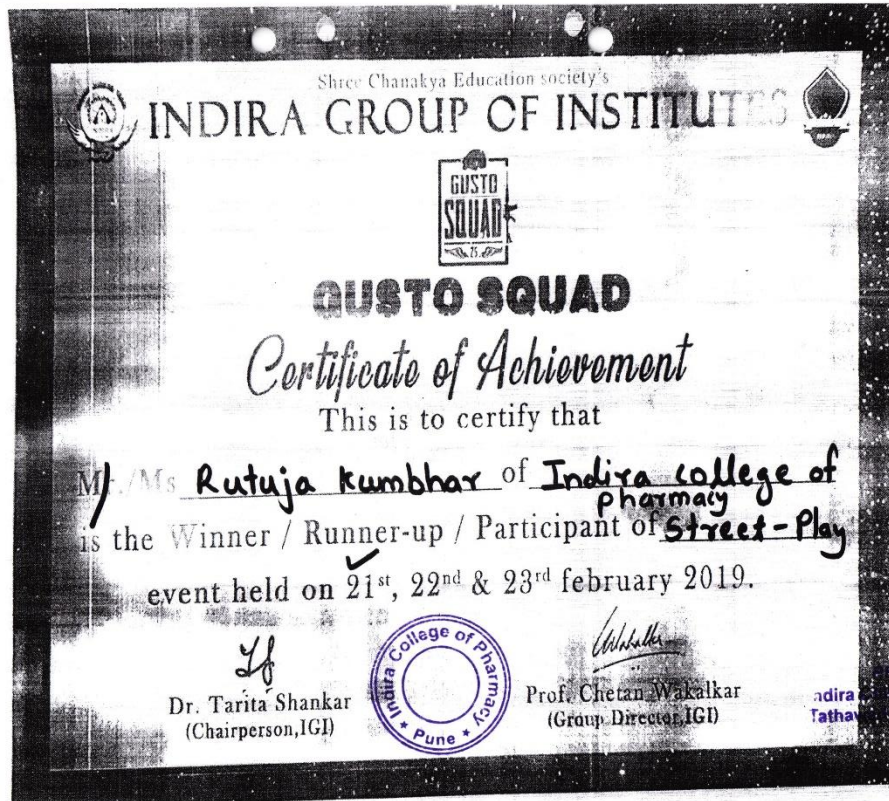 Shree Chanakya Education society's
INDIRA GROUP OF INSTITUTES
GUSTO
SQUAD
25
GUSTO SQUAD
Certificate of Achievement
This is to certify that
Mr./Ms Rutuja Kumbhar of Indira College of
Pharmacy
is the Winner / Runner-up / Participant of Street-Play
event held on 21st, 22nd & 23rd february 2019.
Dr. Tarita Shankar
(Chairperson,IGI)
Indira College of Pharmacy
★ Pune ★
Prof. Chetan Wakalkar
(Group Director,IGI)
ndira
Tathaw